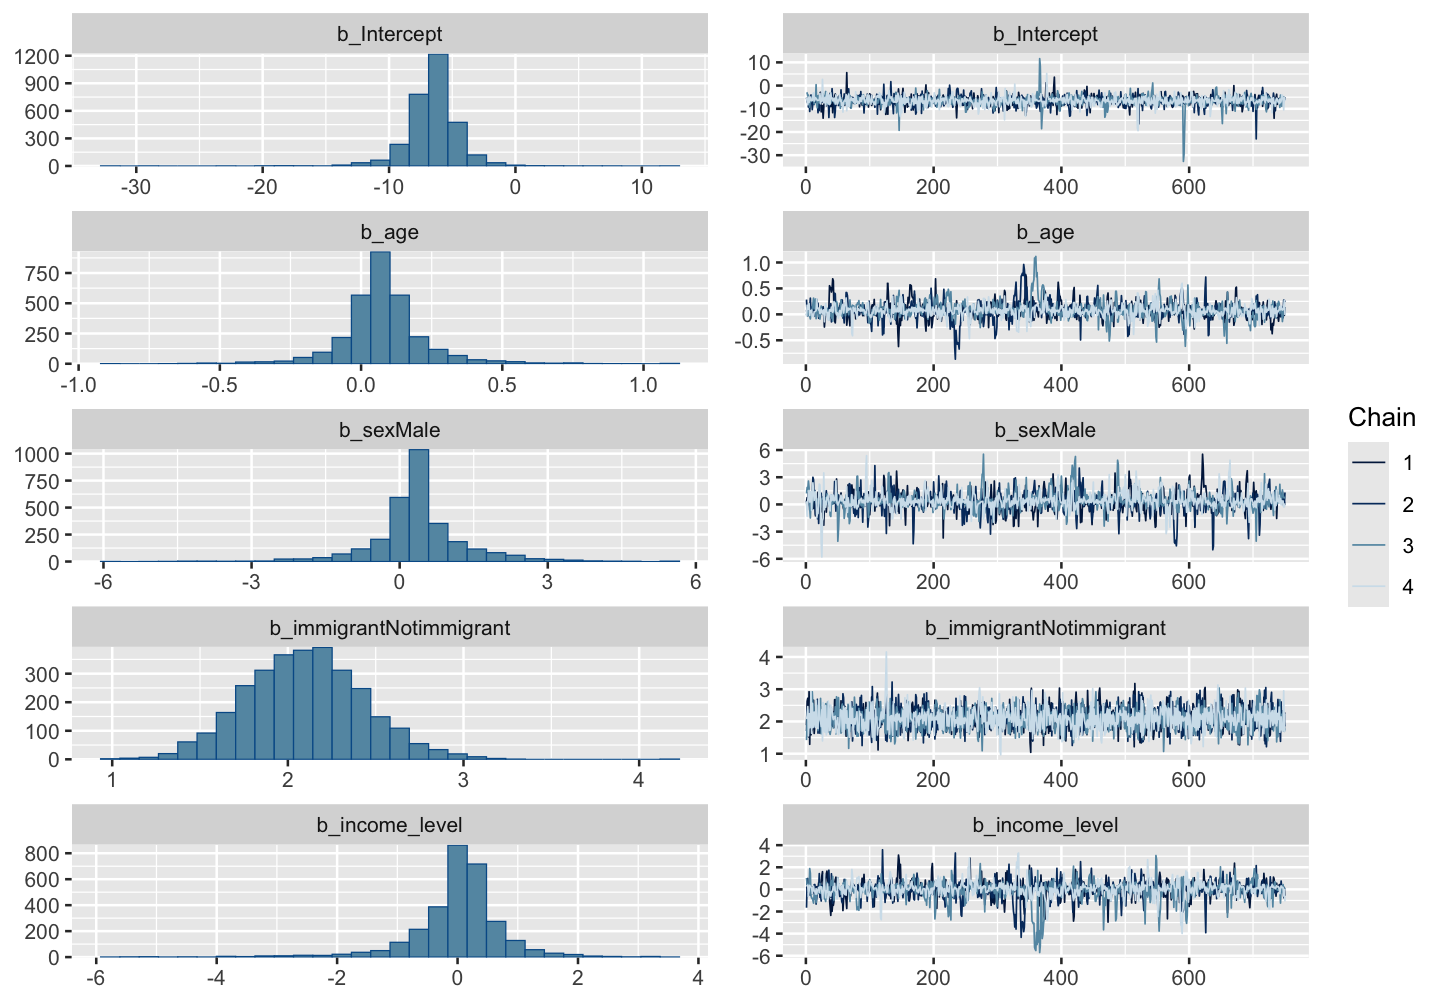 b_Intercept
1200
900
600
300
0
-30 -20 -10 0 10
b_Intercept
10
0
-10
-20
-30
0 200 400 600
b_age
750
500
250
0
-1.0 -0.5 0.0 0.5 1.0
b_age
1.0
0.5
0.0
-0.5
0 200 400 600
b_sexMale
1000
750
500
250
0
-6 -3 0 3 6
b_sexMale
6
3
0
-3
-6
0 200 400 600
b_immigrantNotimmigrant
300
200
100
0
1 2 3 4
b_immigrantNotimmigrant
4
3
2
1
0 200 400 600
b_income_level
800
600
400
200
0
-6 -4 -2 0 2 4
b_income_level
4
2
0
-2
-4
-6
0 200 400 600
Chain
1
2
3
4